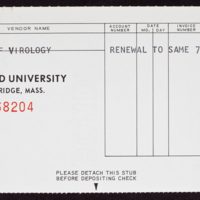 VENDOR NAME ACCOUNT NUMBER DATE MO. DAY INVOICE NUMBER
F VIROLOGY RENEWAL TO SAME 7
D UNIVERSITY
RIDGE, MASS.
68204
PLEASE DETACH THIS STUB
BEFORE DEPOSITING CHECK